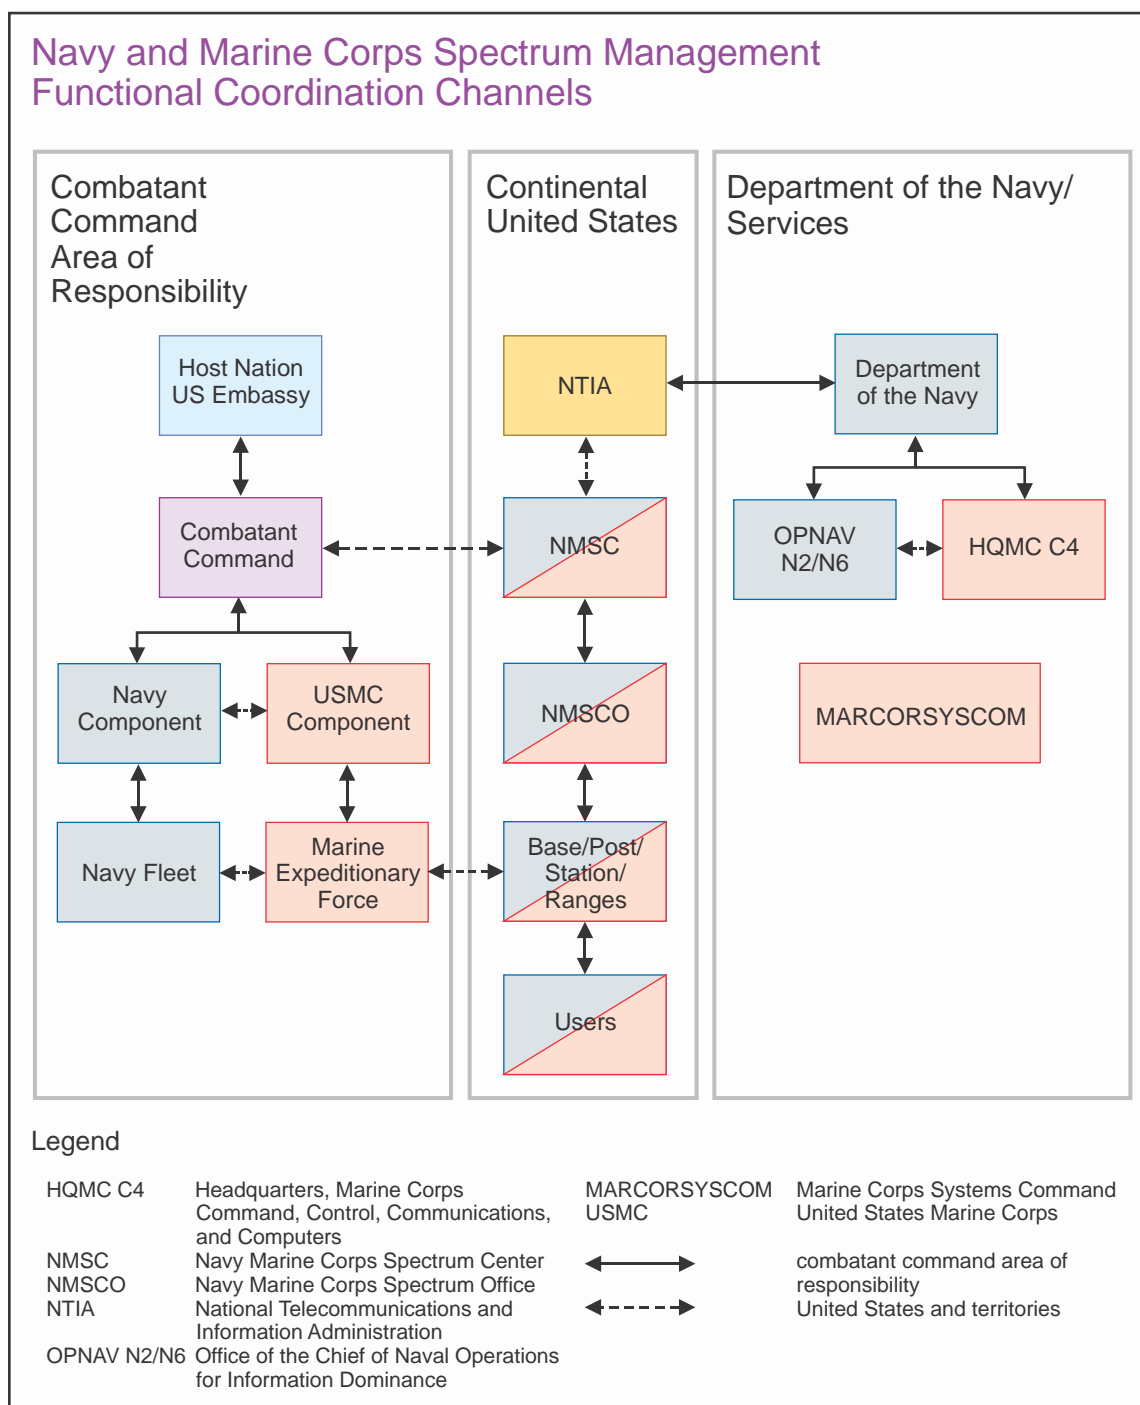 Navy and Marine Corps Spectrum Management
Functional Coordination Channels
Combatant
Command
Area of
Responsibility
Continental
United States
Department of the Navy/
Services
Host Nation
US Embassy
NTIA
Department
of the Navy
Combatant
Command
NMSC
OPNAV
N2/N6
HQMC C4
Navy
Component
USMC
Component
NMSCO
MARCORSYSCOM
Navy Fleet
Marine
Expeditionary
Force
Base/Post/
Station/
Ranges
Users
Legend
HQMC C4 Headquarters, Marine Corps
Command, Control, Communications,
and Computers
NMSC Navy Marine Corps Spectrum Center
NMSCO Navy Marine Corps Spectrum Office
NTIA National Telecommunications and
Information Administration
OPNAV N2/N6 Office of the Chief of Naval Operations
for Information Dominance
MARCORSYSCOM Marine Corps Systems Command
USMC United States Marine Corps
combatant command area of
responsibility
United States and territories